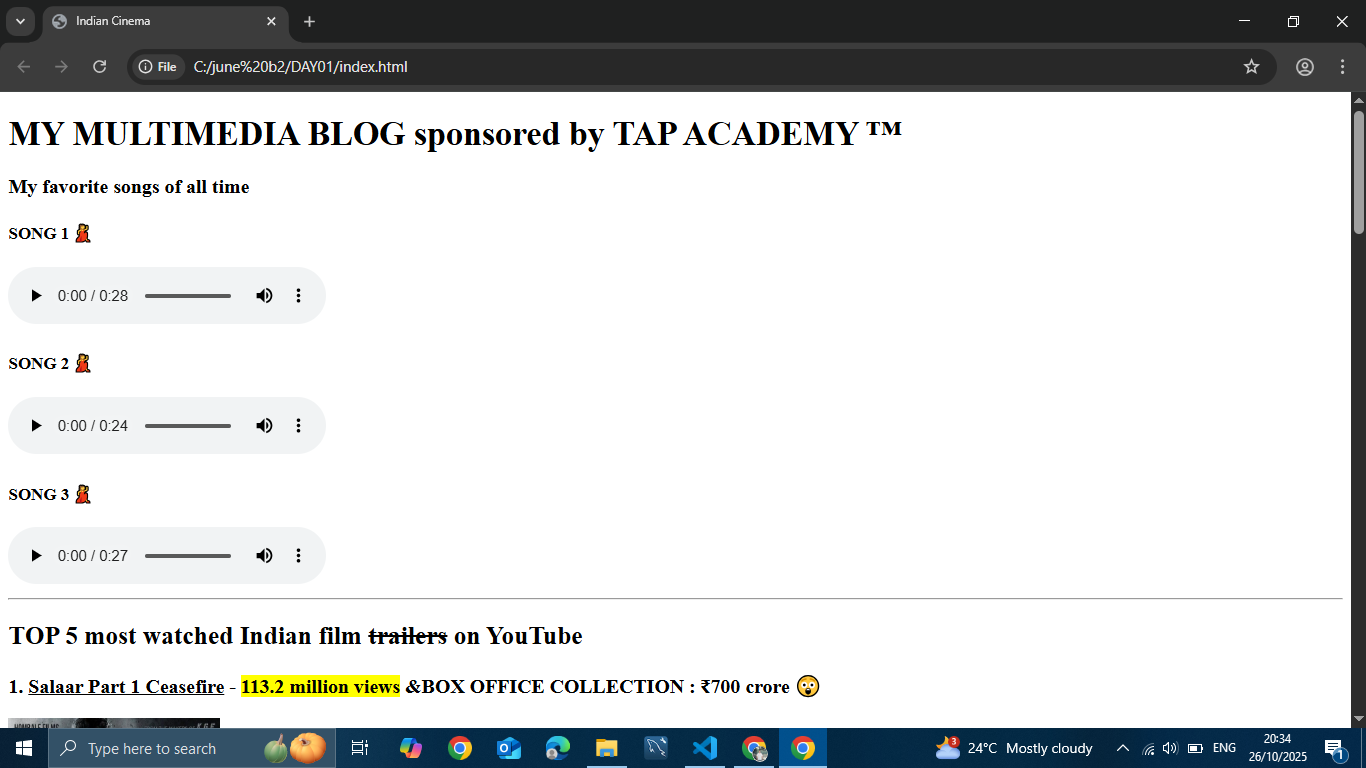 Indian Cinema
File C:/june%20b2/DAY01/index.html
MY MULTIMEDIA BLOG sponsored by TAP ACADEMY ™
My favorite songs of all time
SONG 1 💃
0:00 / 0:28
SONG 2 💃
0:00 / 0:24
SONG 3 💃
0:00 / 0:27
TOP 5 most watched Indian film trailers on YouTube
1. Salaar Part 1 Ceasefire - 113.2 million views &BOX OFFICE COLLECTION : ₹700 crore 😲
Type here to search
3
24°C Mostly cloudy
ENG
20:34
26/10/2025
1